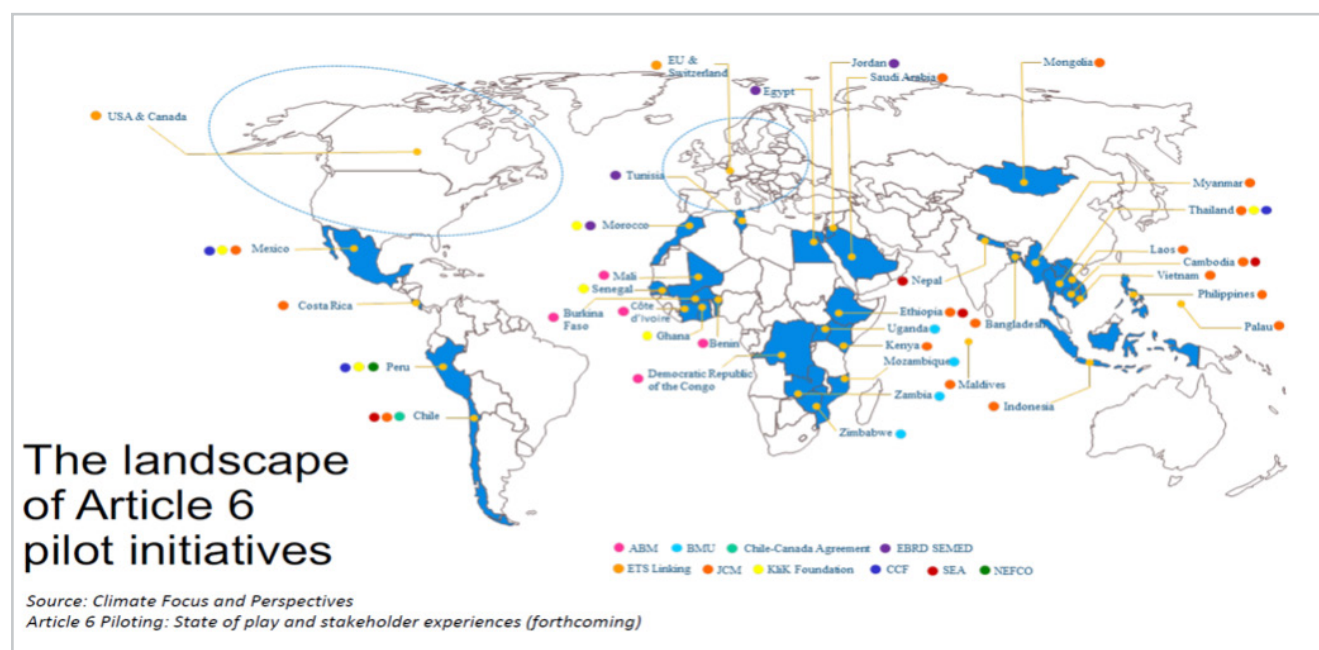 EU &
Switzerland
Jordan
Saudi Arabia
Mongolia
Egypt
USA & Canada
Tunisia
Myanmar
Morocco
Thailand
Mexico
Laos
Mali
Cambodia
Senegal
Nepal
Vietnam
Costa Rica
Burkina
Faso
Côte
d'Ivoire
Ethiopia
Philippines
Uganda
Bangladesh
Palau
Ghana
Benin
Kenya
Mozambique
Peru
Democratic Republic
of the Congo
Maldives
Zambia
Indonesia
Chile
Zimbabwe
The landscape
of Article 6
pilot initiatives
ABM BMU Chile-Canada Agreement EBRD SEMED
ETS Linking JCM KliK Foundation CCF SEA NEFCO
Source: Climate Focus and Perspectives
Article 6 Piloting: State of play and stakeholder experiences (forthcoming)